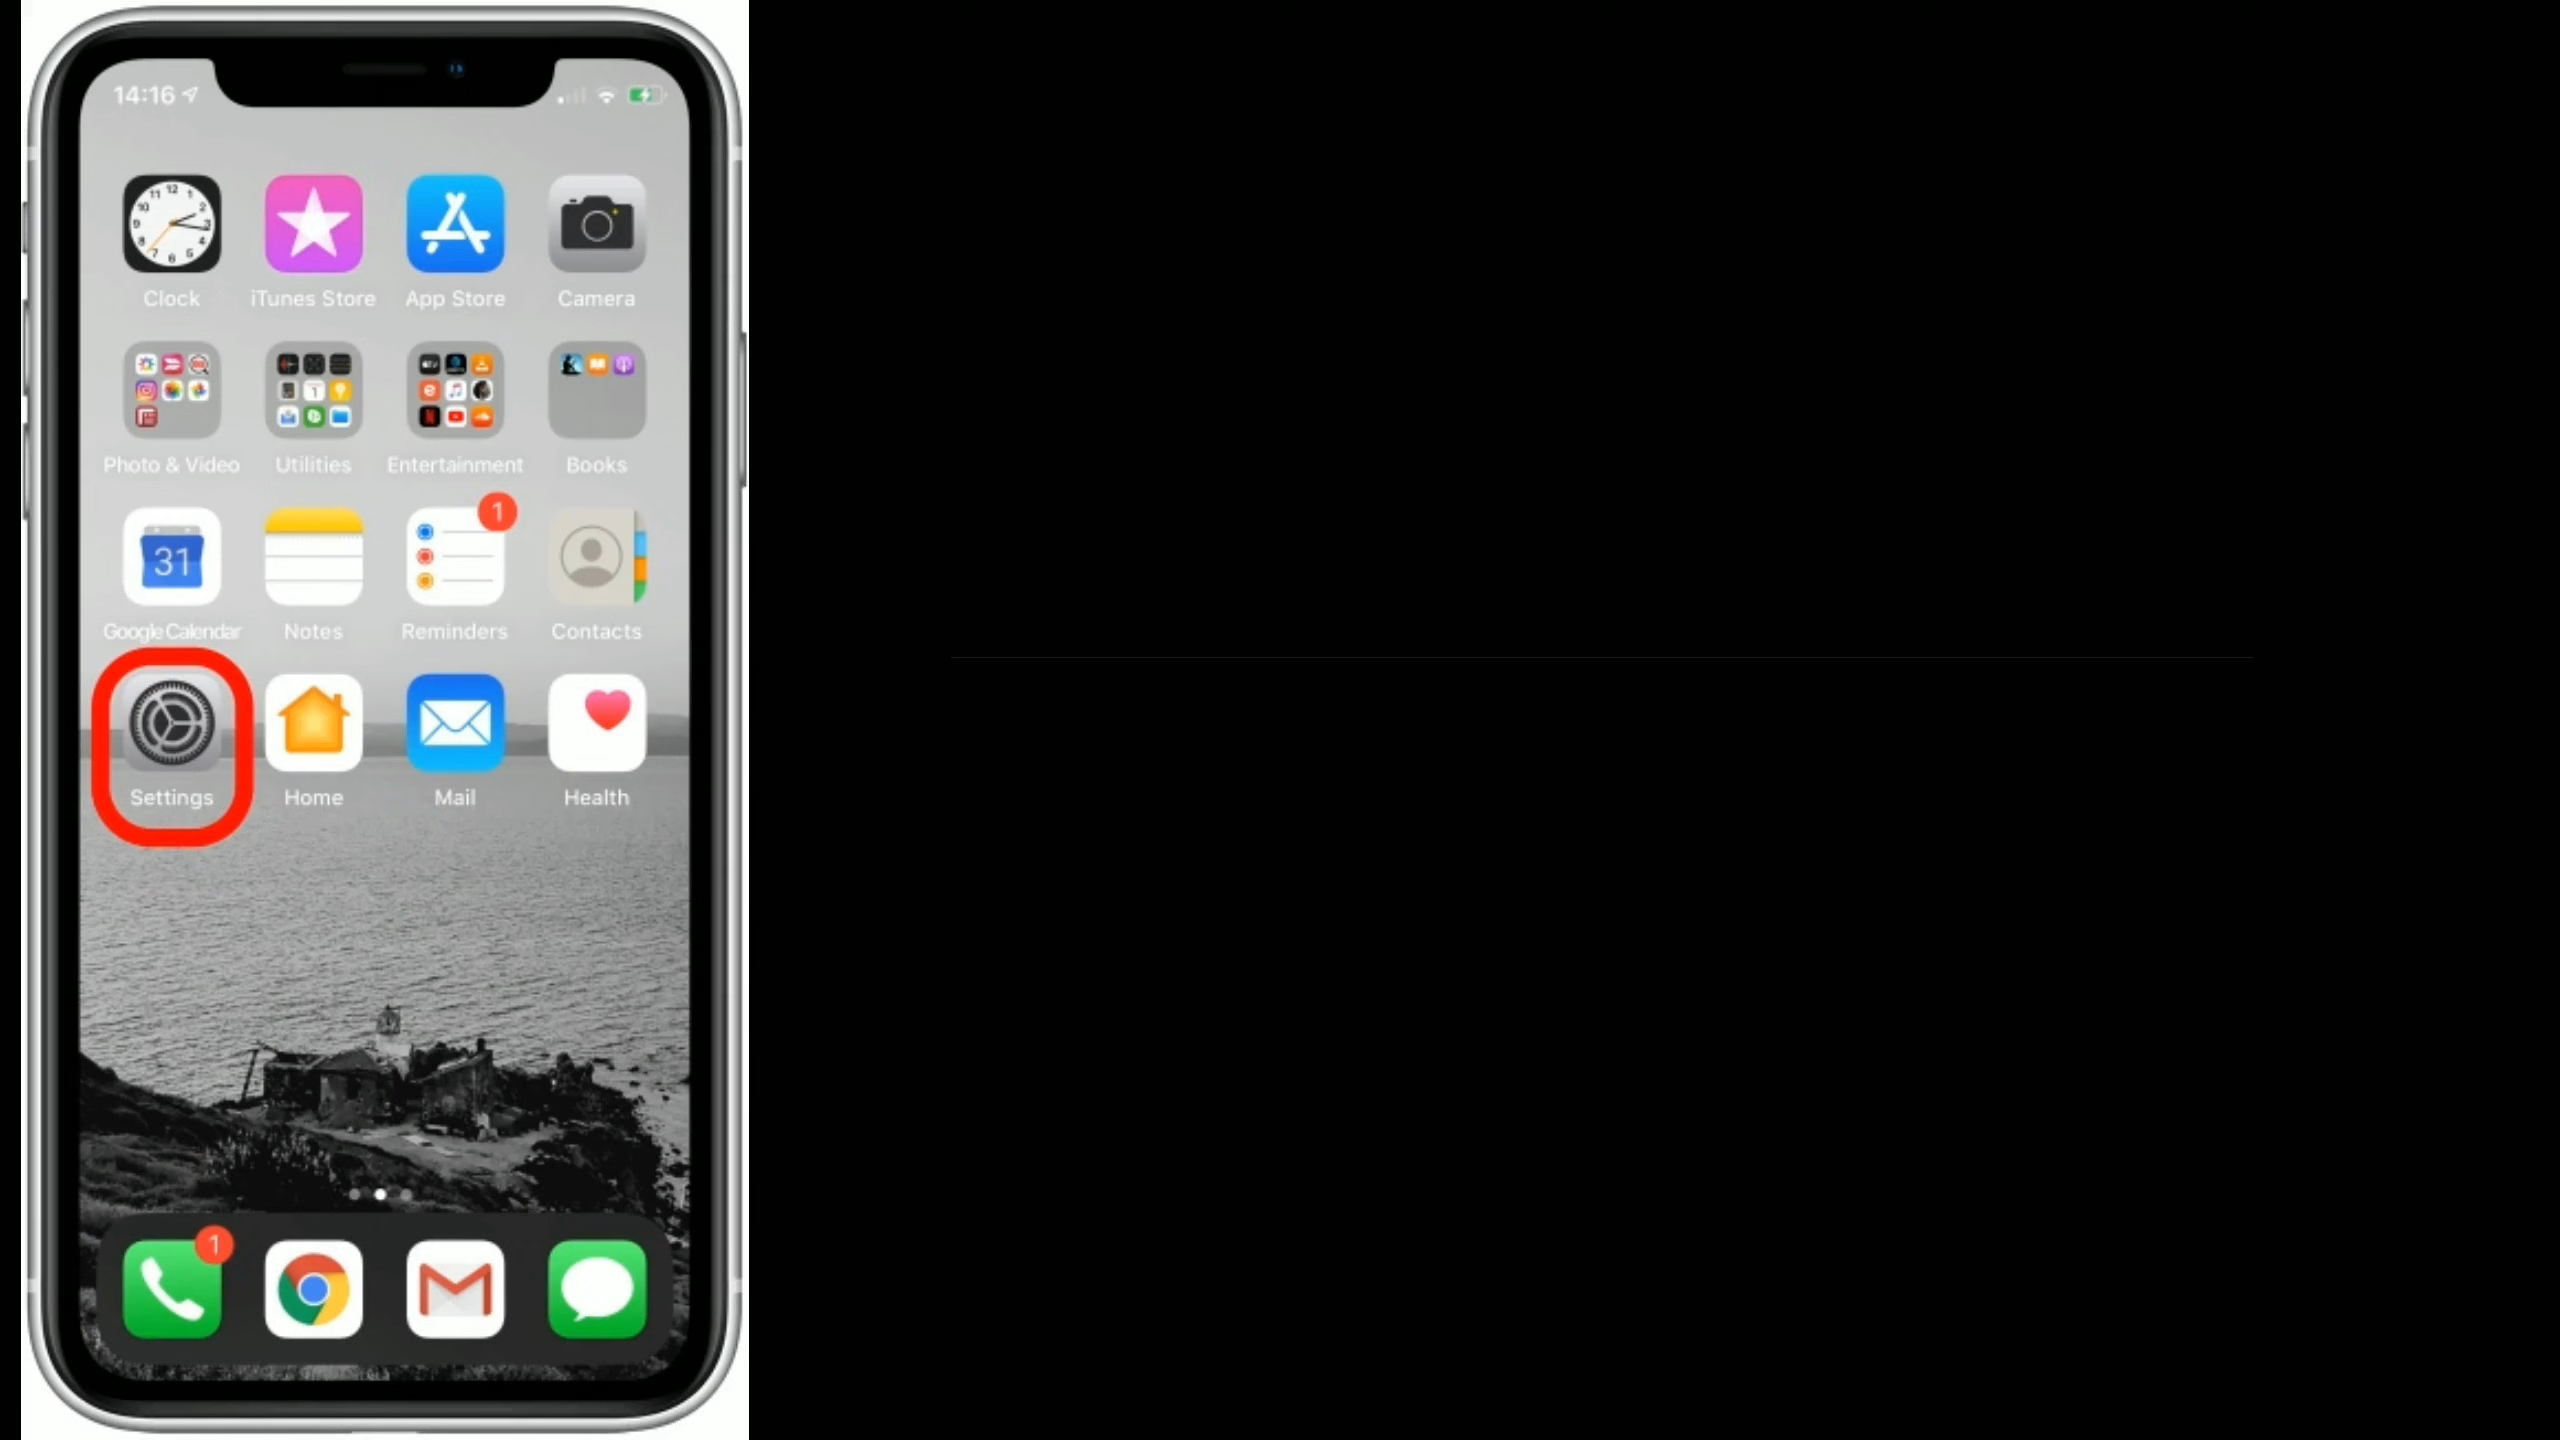 14:16
Clock iTunes Store App Store Camera
Photo & Video Utilities Entertainment Books
1
31
Google Calendar Notes Reminders Contacts
Settings Home Mail Health
1